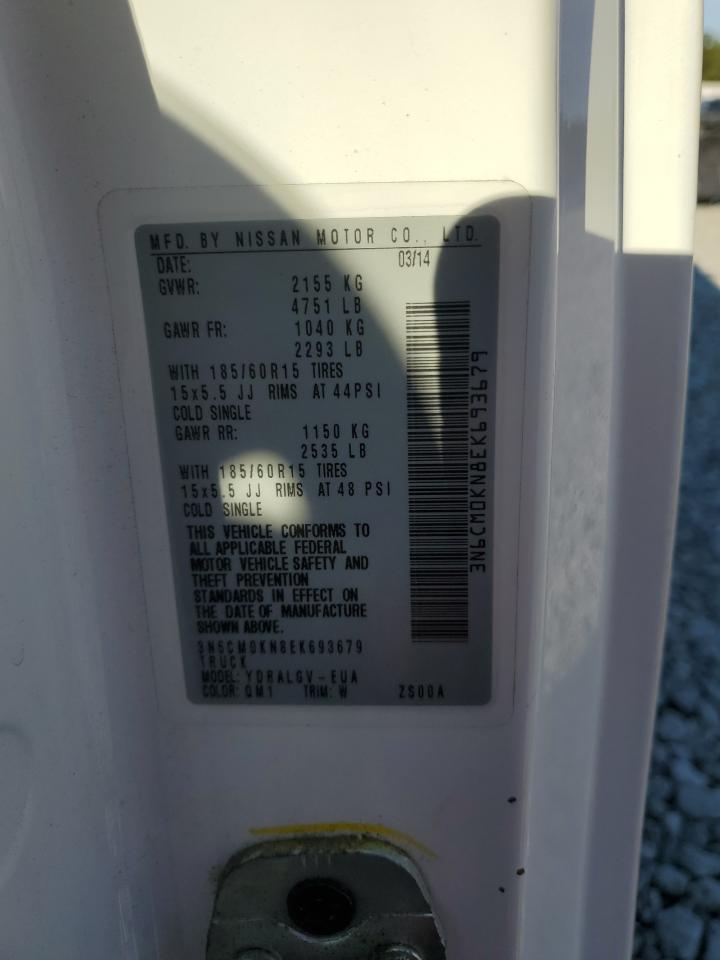 MFD. BY NISSAN MOTOR CO., LTD.
DATE: 03/14
GVWR: 2155 KG
4751 LB
GAWR FR: 1040 KG
2293 LB
WITH 185/60R15 TIRES
15x5.5 JJ RIMS AT 44PSI
COLD SINGLE
GAWR RR: 1150 KG
2535 LB
WITH 185/60R15 TIRES
15x5.5 JJ RIMS AT 48 PSI
COLD SINGLE
THIS VEHICLE CONFORMS TO
ALL APPLICABLE FEDERAL
MOTOR VEHICLE SAFETY AND
THEFT PREVENTION
STANDARDS IN EFFECT ON
THE DATE OF MANUFACTURE
SHOWN ABOVE.
3N6CM0KN8EK693679
TRUCK
MODEL: YDRALGV-EUA
COLOR: QM1 TRIM: W ZS00A
3N6CM0KN8EK693679